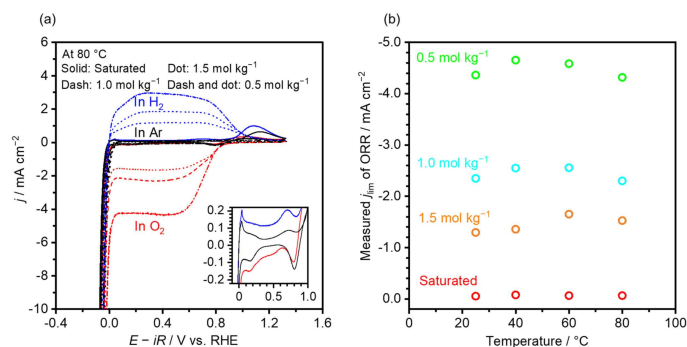 (a)
At 80 °C
Solid: Saturated Dot: 1.5 mol kg⁻¹
Dash: 1.0 mol kg⁻¹ Dash and dot: 0.5 mol kg⁻¹
In H₂
In Ar
In O₂
j / mA cm⁻²
6
4
2
0
-2
-4
-6
-8
-10
0.2
0.1
0.0
-0.1
-0.2
0 0.5 1.0
-0.4 0.0 0.4 0.8 1.2 1.6
E − iR / V vs. RHE
(b)
Measured jlim of ORR / mA cm⁻²
-5.0
-4.0
-3.0
-2.0
-1.0
0.0
0.5 mol kg⁻¹
1.0 mol kg⁻¹
1.5 mol kg⁻¹
Saturated
0 20 40 60 80 100
Temperature / °C